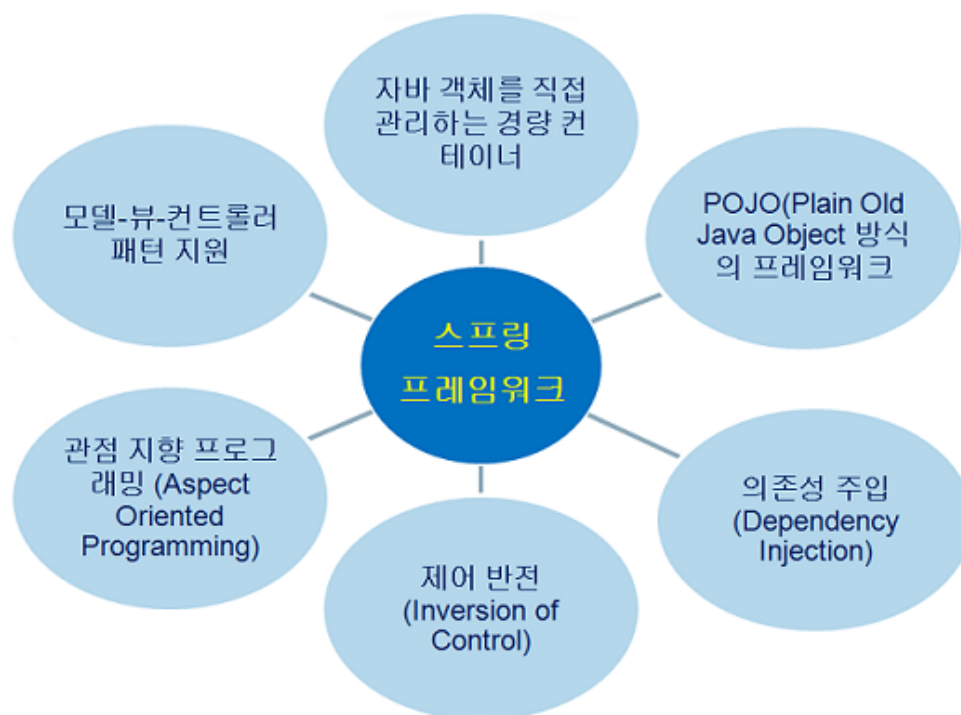 자바 객체를 직접
관리하는 경량 컨
테이너
모델-뷰-컨트롤러
패턴 지원
POJO(Plain Old
Java Object 방식
의 프레임워크
스프링
프레임워크
관점 지향 프로그
래밍 (Aspect
Oriented
Programming)
의존성 주입
(Dependency
Injection)
제어 반전
(Inversion of
Control)